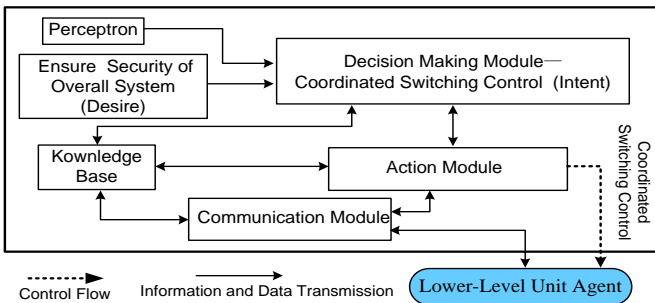 Perceptron
Ensure Security of
Overall System
(Desire)
Decision Making Module—
Coordinated Switching Control (Intent)
Kownledge
Base
Action Module
Communication Module
Coordinated
Switching Control
Control Flow
Information and Data Transmission
Lower-Level Unit Agent